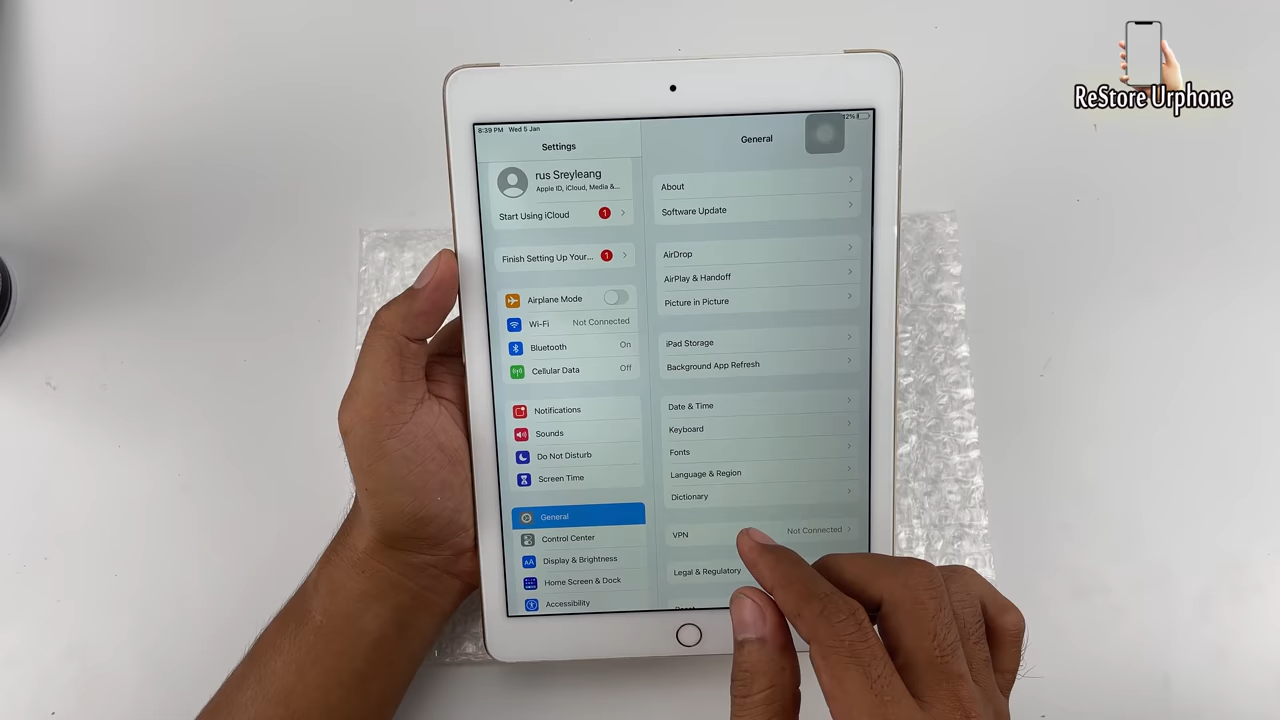 ReStore Urphone
8:39 PM Wed 5 Jan
12%
Settings
rus Sreyleang
Apple ID, iCloud, Media &...
Start Using iCloud 1
Finish Setting Up Your... 1
Airplane Mode
Wi-Fi Not Connected
Bluetooth On
Cellular Data Off
Notifications
Sounds
Do Not Disturb
Screen Time
General
Control Center
Display & Brightness
AA
Home Screen & Dock
Accessibility
General
About
Software Update
AirDrop
AirPlay & Handoff
Picture in Picture
iPad Storage
Background App Refresh
Date & Time
Keyboard
Fonts
Language & Region
Dictionary
VPN Not Connected
Legal & Regulatory